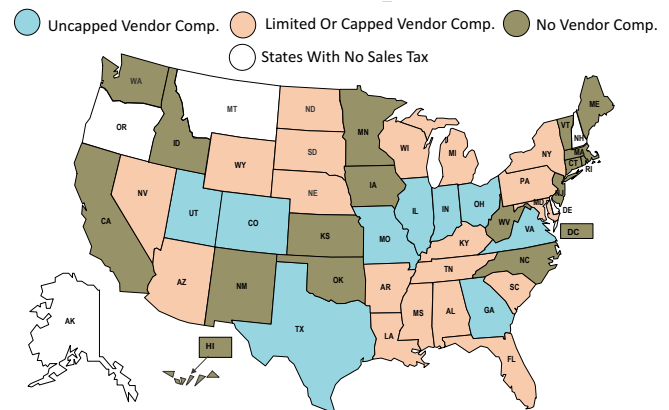 Uncapped Vendor Comp. Limited Or Capped Vendor Comp. No Vendor Comp.
States With No Sales Tax
WA
MT
ND
MN
ME
VT
NH
OR
ID
SD
WI
MI
NY
MA
CT
RI
WY
NE
IA
PA
NJ
NV
UT
CO
IL
IN
OH
MD
DE
CA
KS
MO
WV
VA
DC
KY
NC
AZ
NM
OK
AR
TN
SC
MS
AL
GA
TX
LA
FL
AK
HI